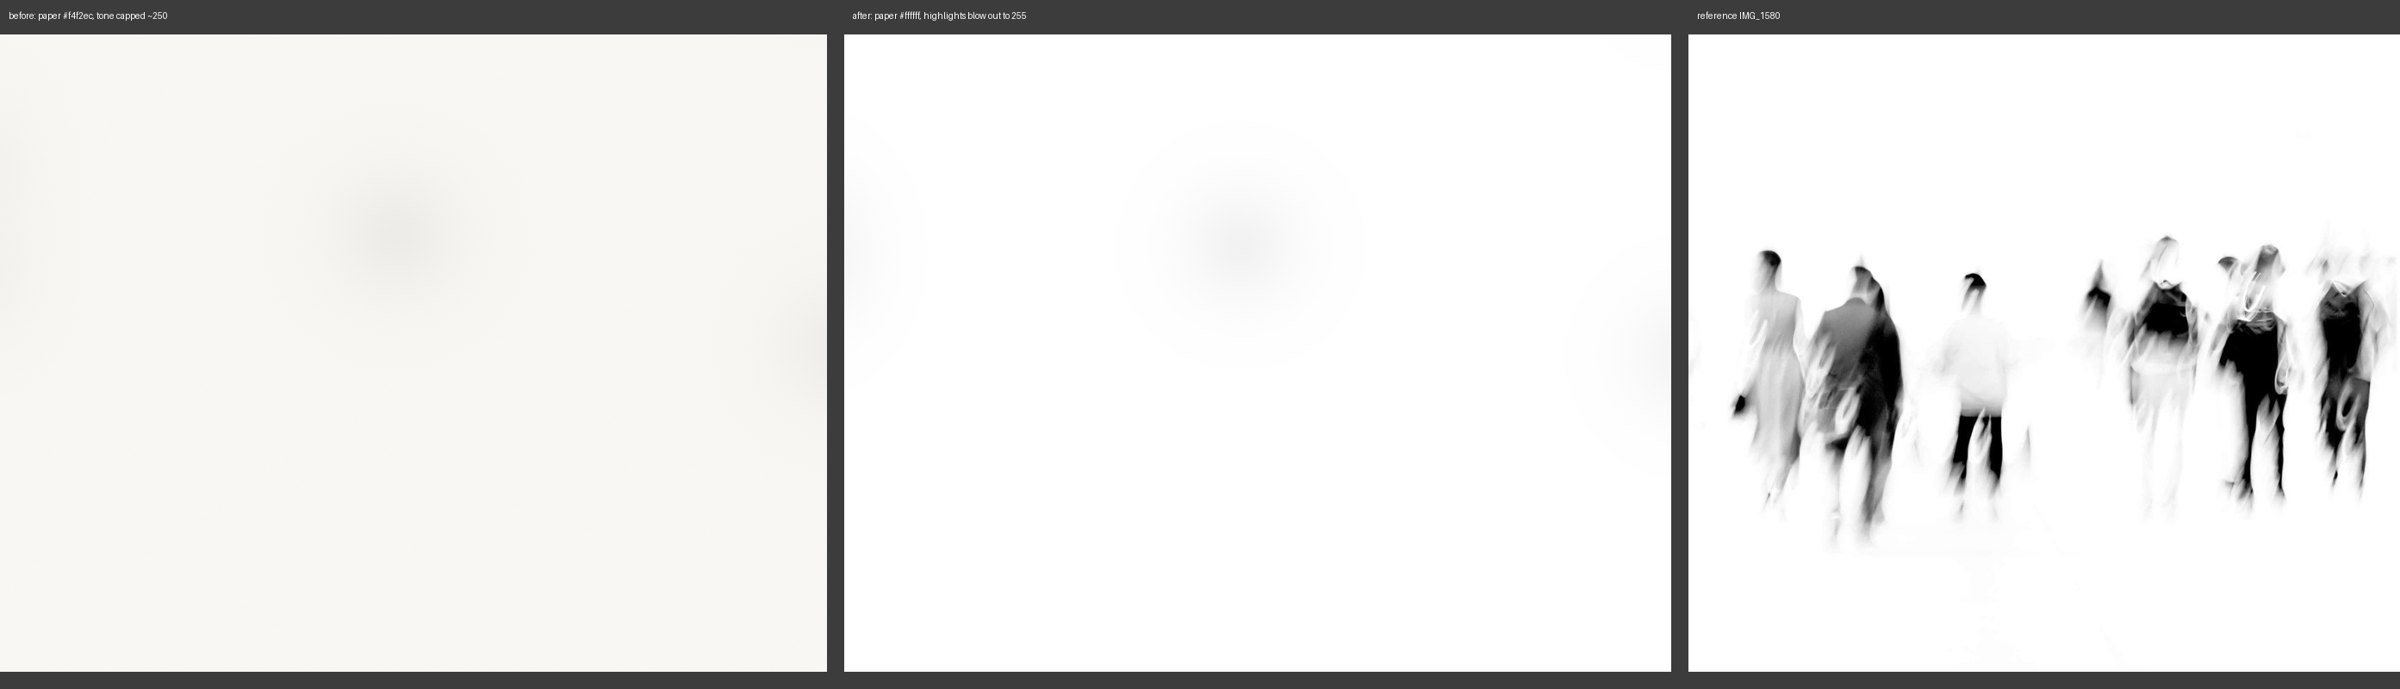 before: paper #f4f2ec, tone capped ~250
after: paper #ffffff, highlights blow out to 255
reference IMG_1580